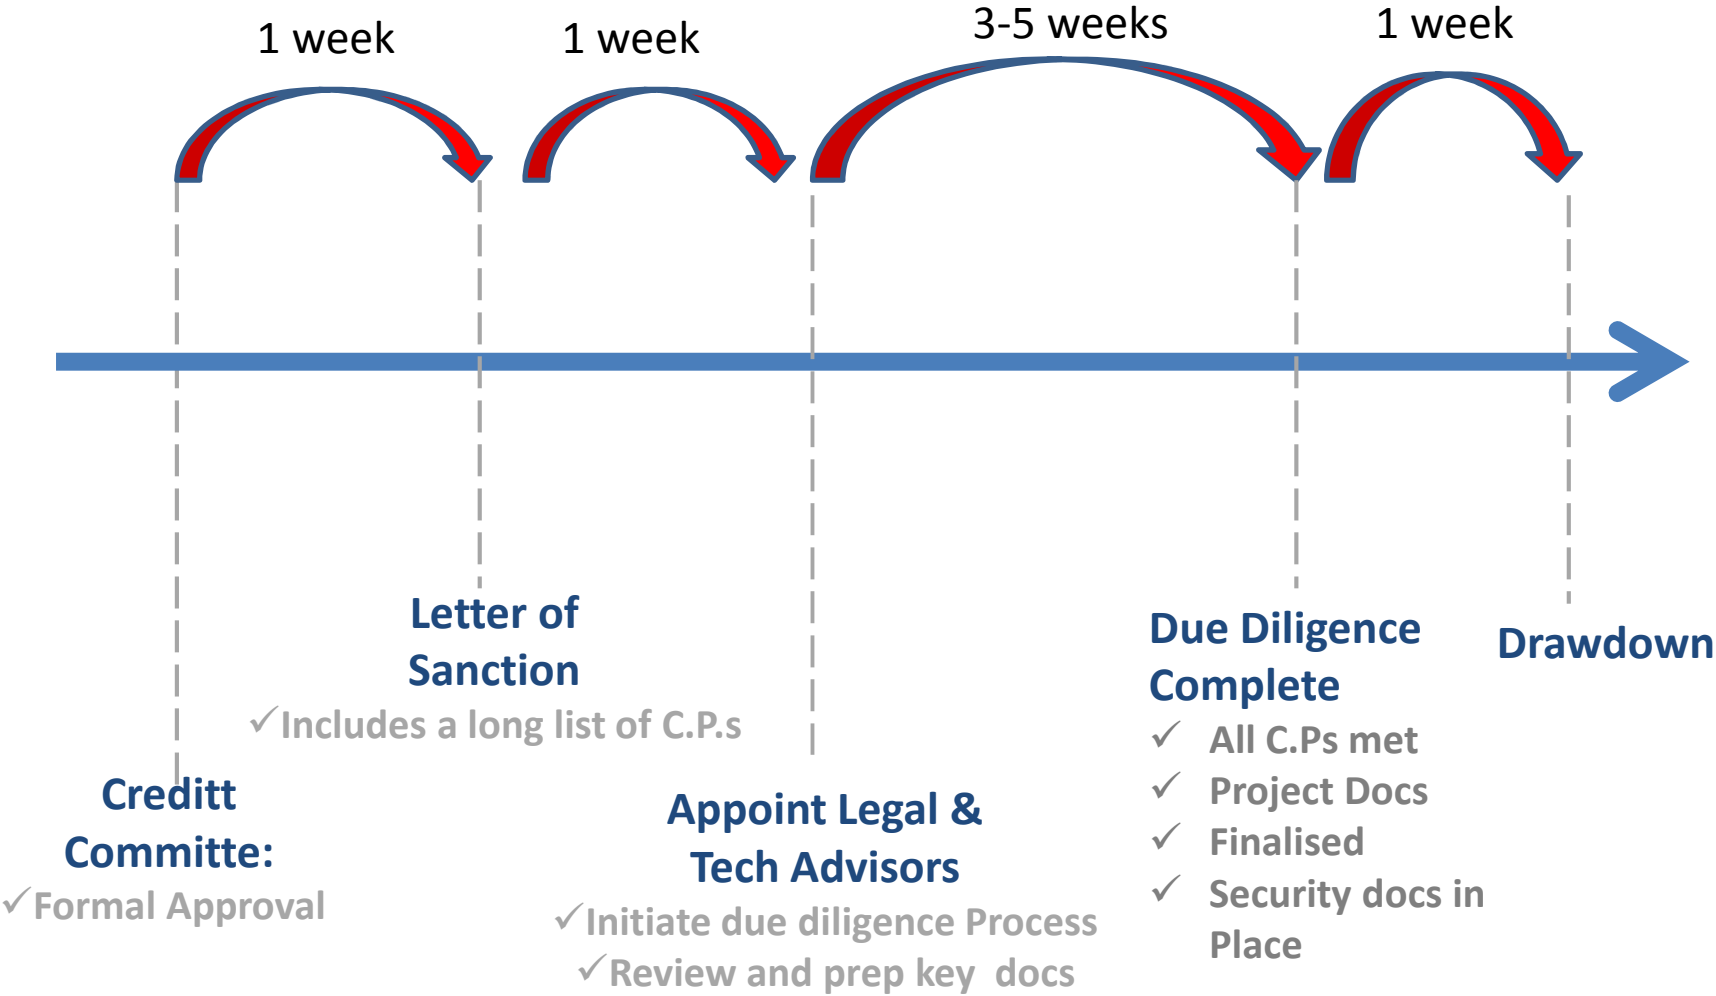 1 week
1 week
3-5 weeks
1 week
Letter of
Sanction
✓Includes a long list of C.P.s
Creditt
Committe:
✓Formal Approval
Appoint Legal &
Tech Advisors
✓Initiate due diligence Process
✓Review and prep key docs
Due Diligence
Complete
✓ All C.Ps met
✓ Project Docs
✓ Finalised
✓ Security docs in
Place
Drawdown